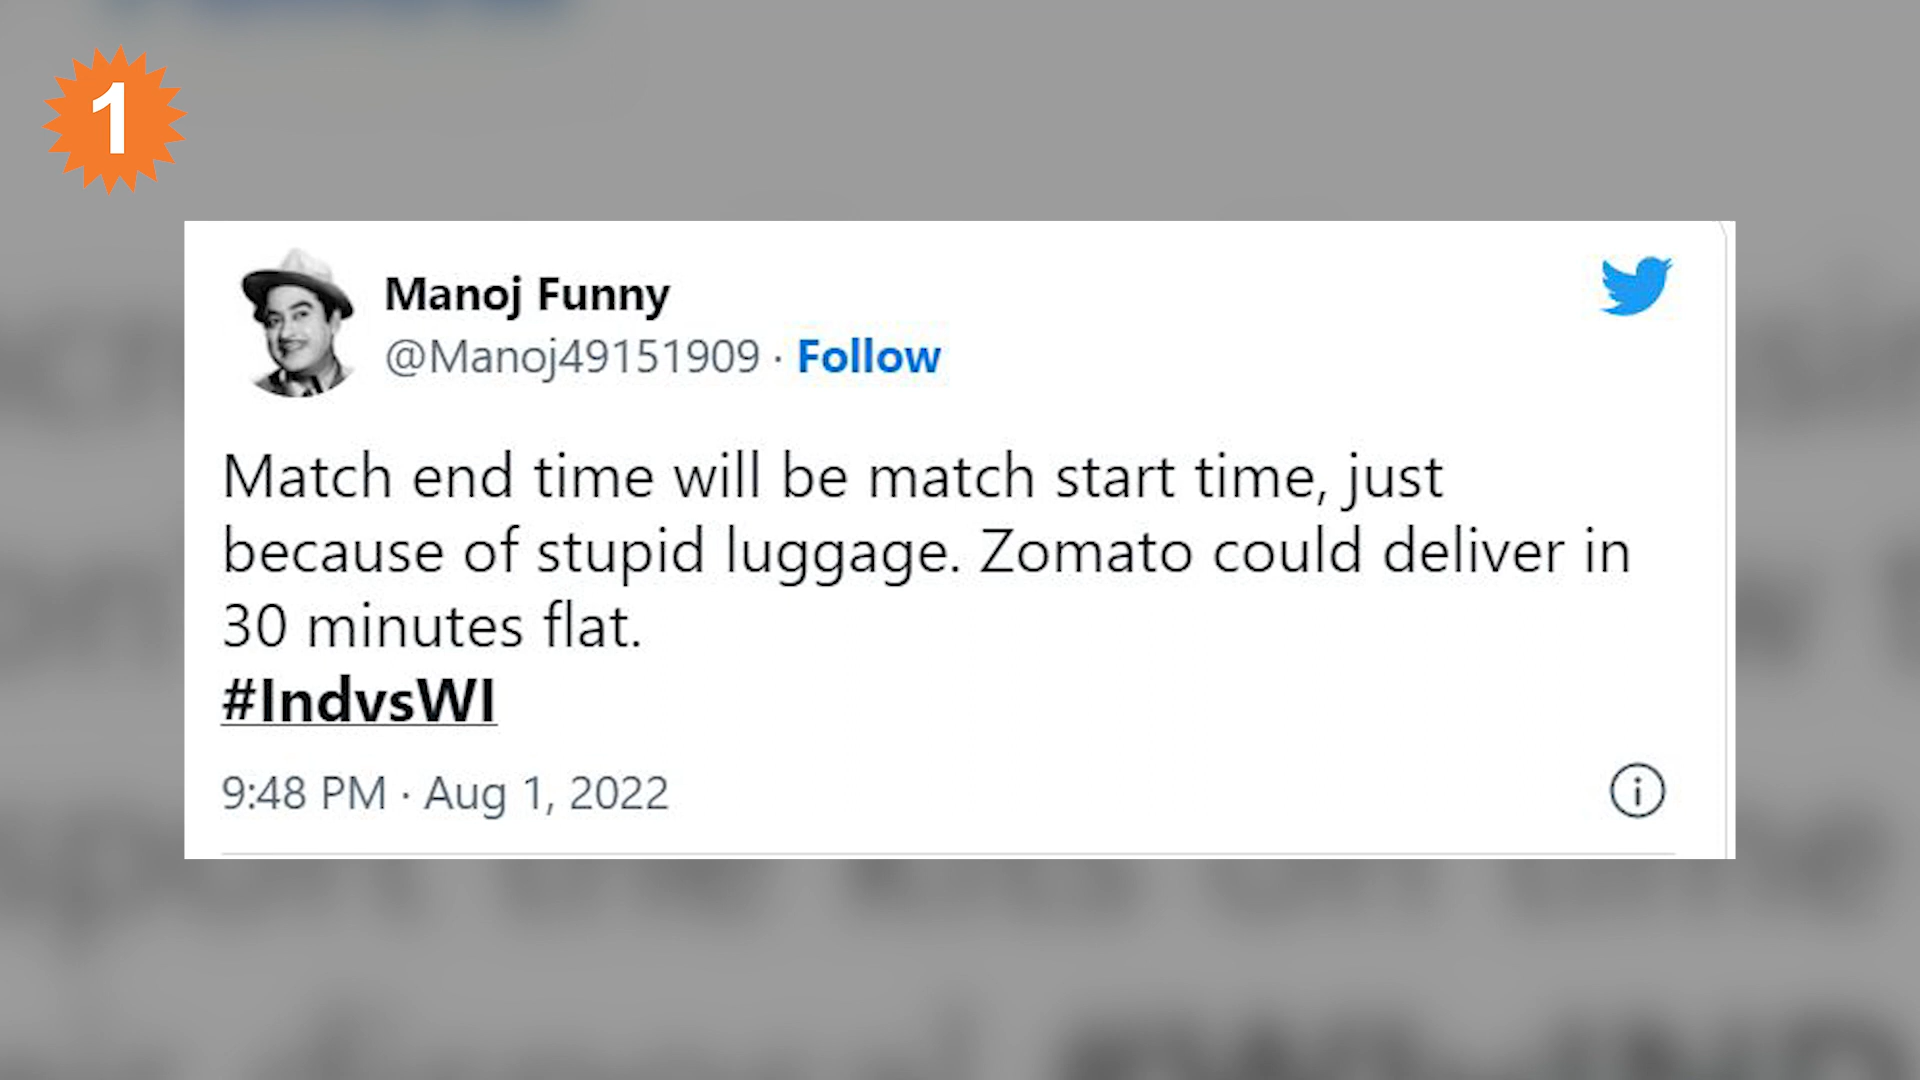 1
Manoj Funny
@Manoj49151909 · Follow
Match end time will be match start time, just
because of stupid luggage. Zomato could deliver in
30 minutes flat.
#IndvsWI
9:48 PM · Aug 1, 2022